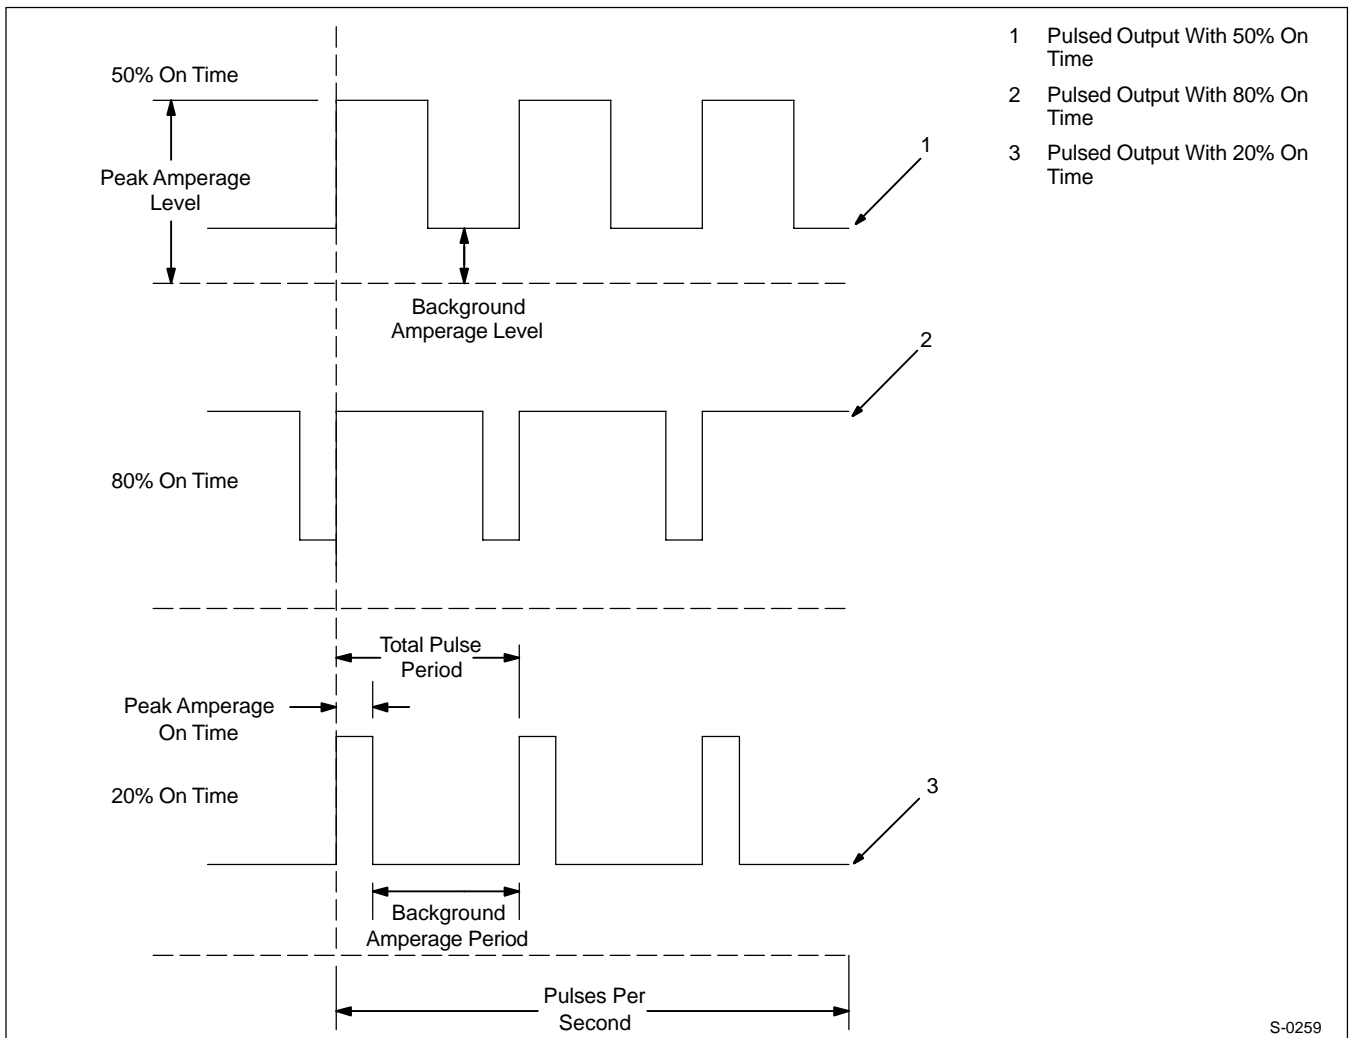 1 Pulsed Output With 50% On
Time
2 Pulsed Output With 80% On
Time
3 Pulsed Output With 20% On
Time
50% On Time
Peak Amperage
Level
1
Background
Amperage Level
2
80% On Time
Total Pulse
Period
Peak Amperage
On Time
20% On Time
3
Background
Amperage Period
Pulses Per
Second
S-0259